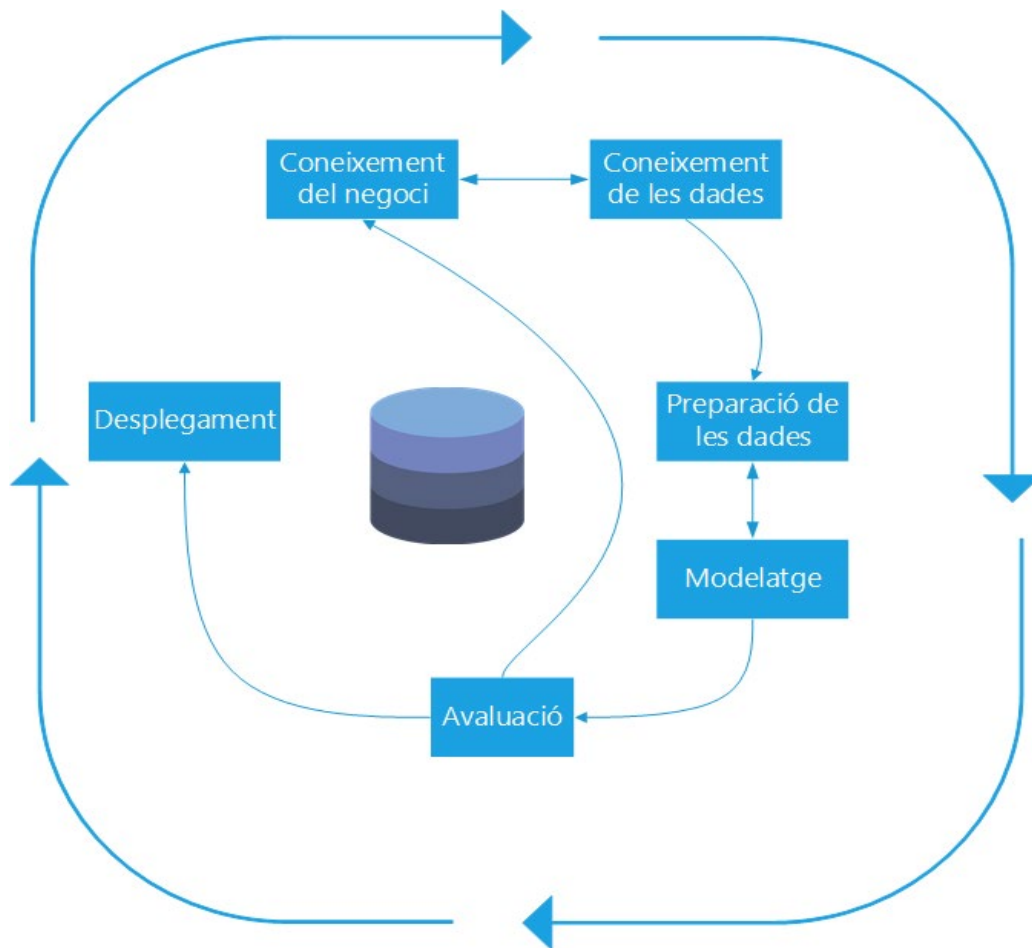 Coneixement
del negoci
Coneixement
de les dades
Desplegament
Preparació de
les dades
Modelatge
Avaluació